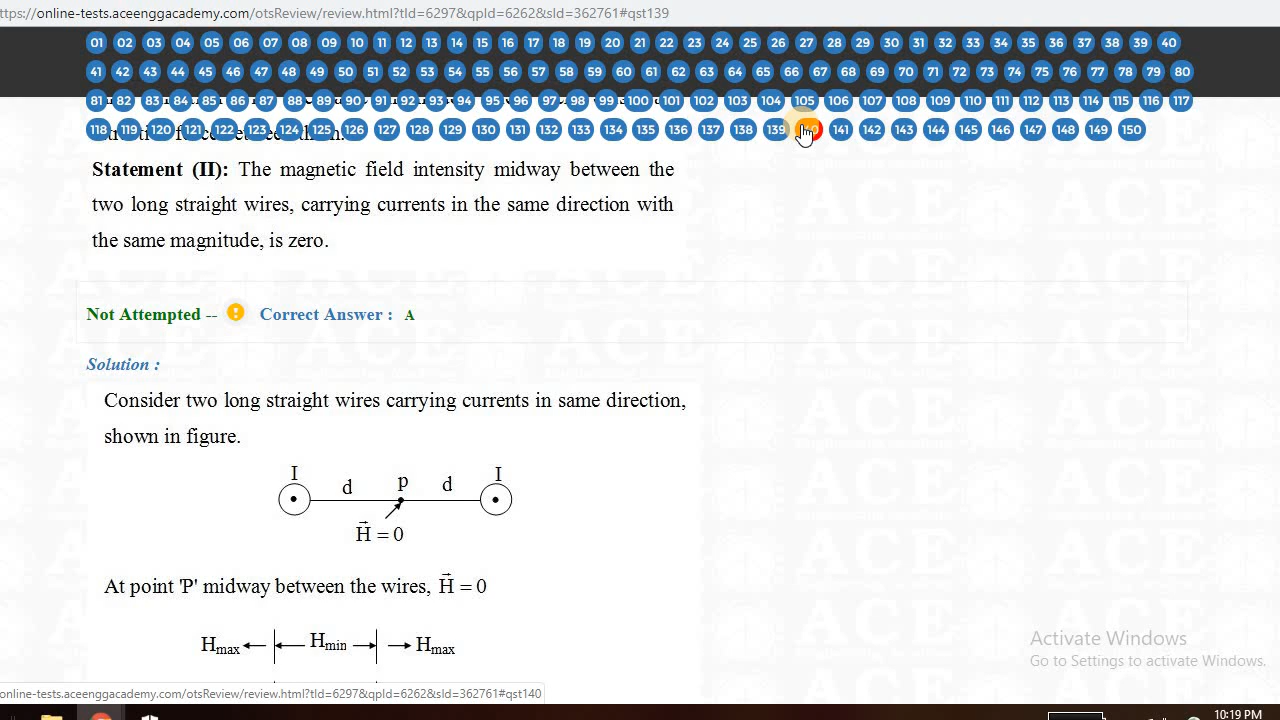 https://online-tests.aceenggacademy.com/otsReview/review.html?tId=6297&qpId=6262&sId=362761#qst139
01 02 03 04 05 06 07 08 09 10 11 12 13 14 15 16 17 18 19 20 21 22 23 24 25 26 27 28 29 30 31 32 33 34 35 36 37 38 39 40
41 42 43 44 45 46 47 48 49 50 51 52 53 54 55 56 57 58 59 60 61 62 63 64 65 66 67 68 69 70 71 72 73 74 75 76 77 78 79 80
81 82 83 84 85 86 87 88 89 90 91 92 93 94 95 96 97 98 99 100 101 102 103 104 105 106 107 108 109 110 111 112 113 114 115 116 117
118 119 120 121 122 123 124 125 126 127 128 129 130 131 132 133 134 135 136 137 138 139 141 142 143 144 145 146 147 148 149 150
Statement (II): The magnetic field intensity midway between the
two long straight wires, carrying currents in the same direction with
the same magnitude, is zero.
Not Attempted -- Correct Answer : A
Solution :
Consider two long straight wires carrying currents in same direction,
shown in figure.
I I
d p d
H⃗ = 0
At point 'P' midway between the wires, H⃗ = 0
Hmax Hmin Hmax
Activate Windows
Go to Settings to activate Windows.
online-tests.aceenggacademy.com/otsReview/review.html?tId=6297&qpId=6262&sId=362761#qst140
10:19 PM